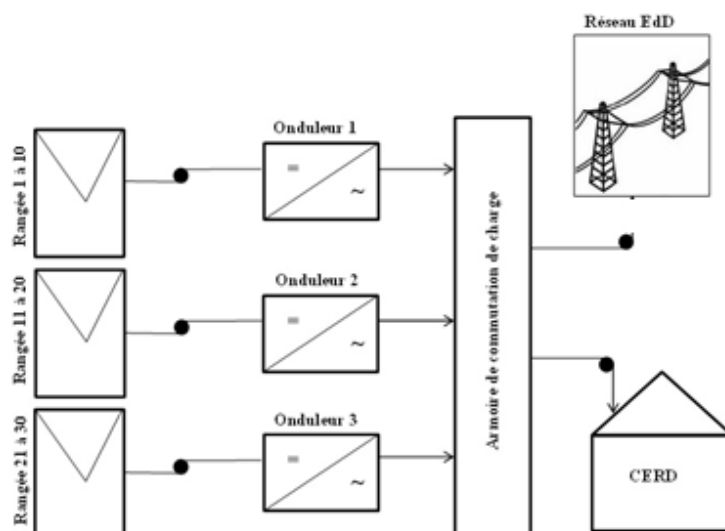 Réseau EdD
Onduleur 1
=
~
Rangée 1 à 10
Onduleur 2
=
~
Rangée 11 à 20
Onduleur 3
=
~
Rangée 21 à 30
Armoire de commutation de charge
CERD